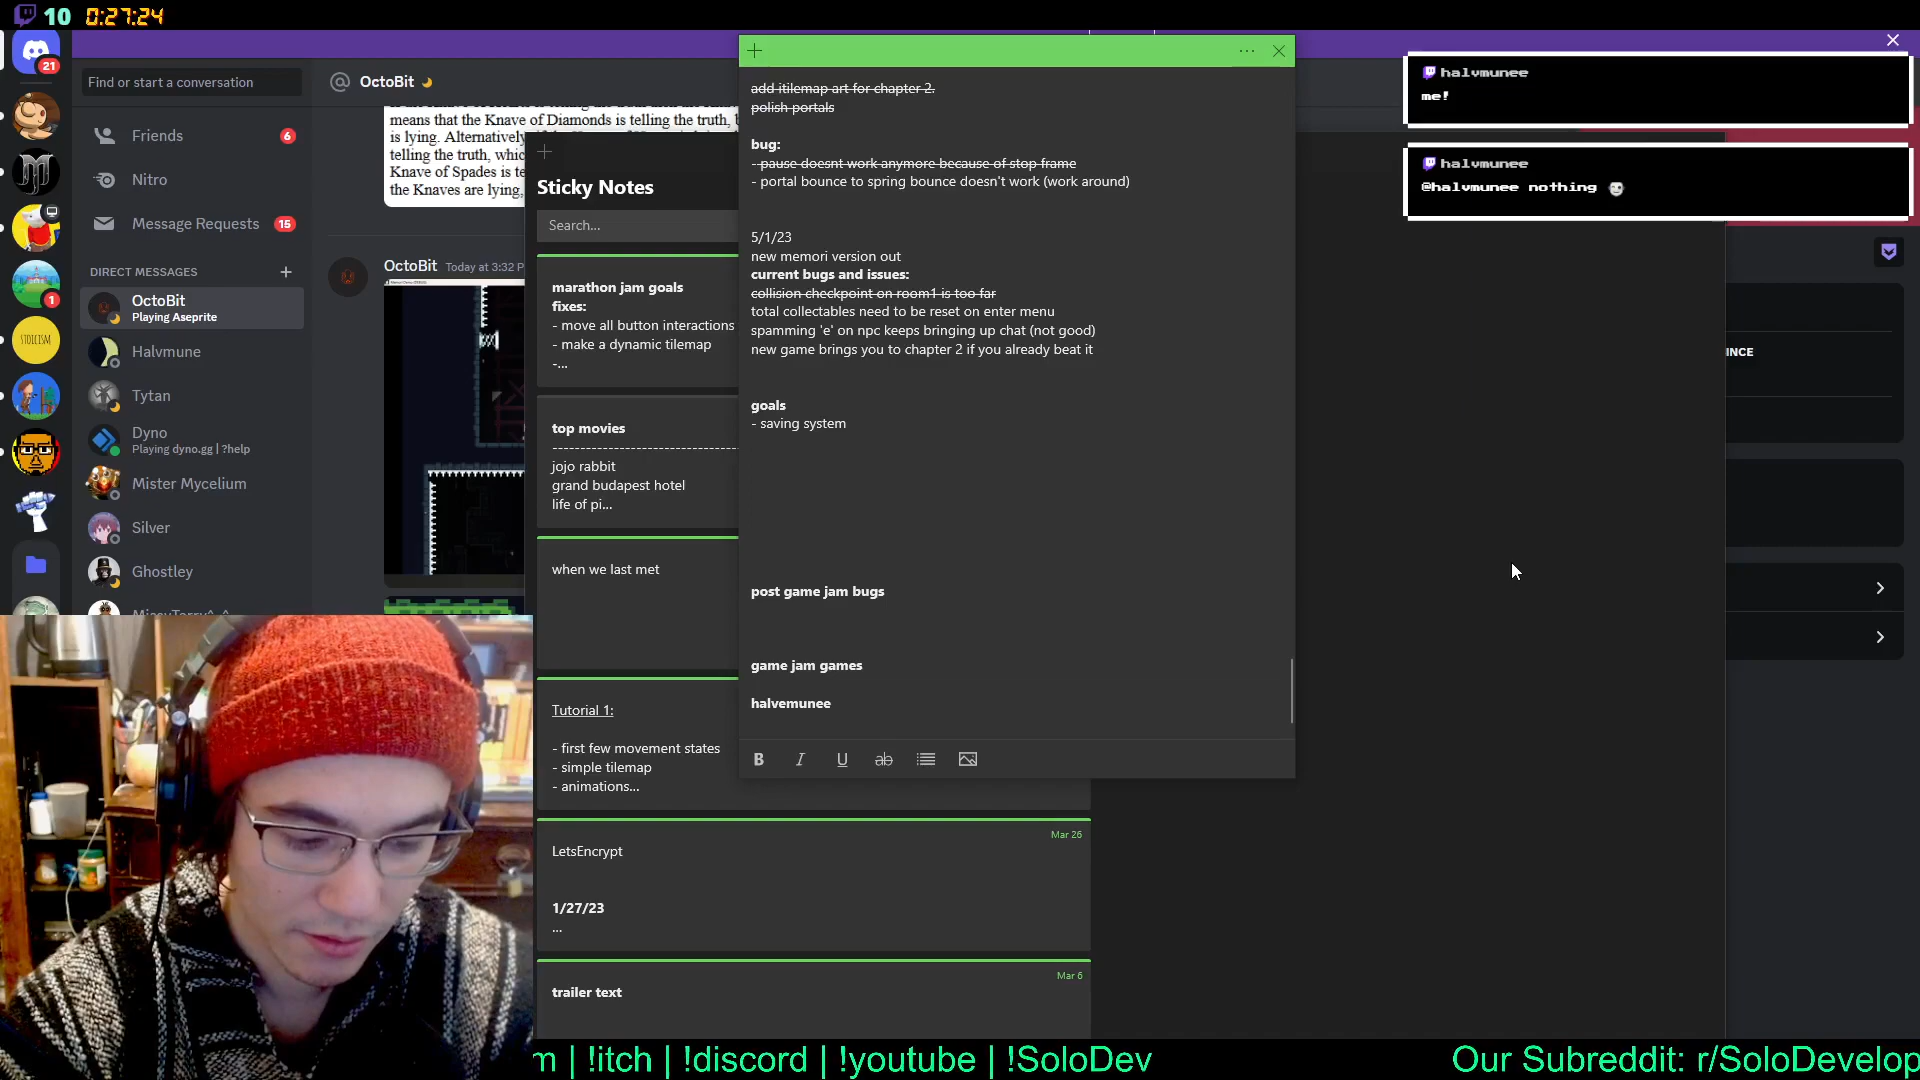 10 0:27:24
21
Find or start a conversation
@ OctoBit
Friends
6
Nitro
Message Requests
15
1
STOICISM
DIRECT MESSAGES
OctoBit
Playing Aseprite
Halvmune
Tytan
Dyno
Playing dyno.gg | ?help
Mister Mycelium
Silver
Ghostley
means that the Knave of Diamonds is telling the truth,
is lying. Alternatively
telling the truth, whic
Knave of Spades is te
the Knaves are lying,
OctoBit Today at 3:32 P
Sticky Notes
Search...
marathon jam goals
fixes:
- move all button interactions
- make a dynamic tilemap
-...
top movies
jojo rabbit
grand budapest hotel
life of pi...
when we last met
Tutorial 1:
- first few movement states
- simple tilemap
- animations...
Mar 26
LetsEncrypt
1/27/23
...
Mar 6
trailer text
add itilemap art for chapter 2.
polish portals
bug:
- pause doesnt work anymore because of stop frame
- portal bounce to spring bounce doesn't work (work around)
5/1/23
new memori version out
current bugs and issues:
collision checkpoint on room1 is too far
total collectables need to be reset on enter menu
spamming 'e' on npc keeps bringing up chat (not good)
new game brings you to chapter 2 if you already beat it
goals
- saving system
post game jam bugs
game jam games
halvemunee
B I U ab
halvmunee
me!
halvmunee
@halvmunee nothing
INCE
m | !itch | !discord | !youtube | !SoloDev
Our Subreddit: r/SoloDevelop